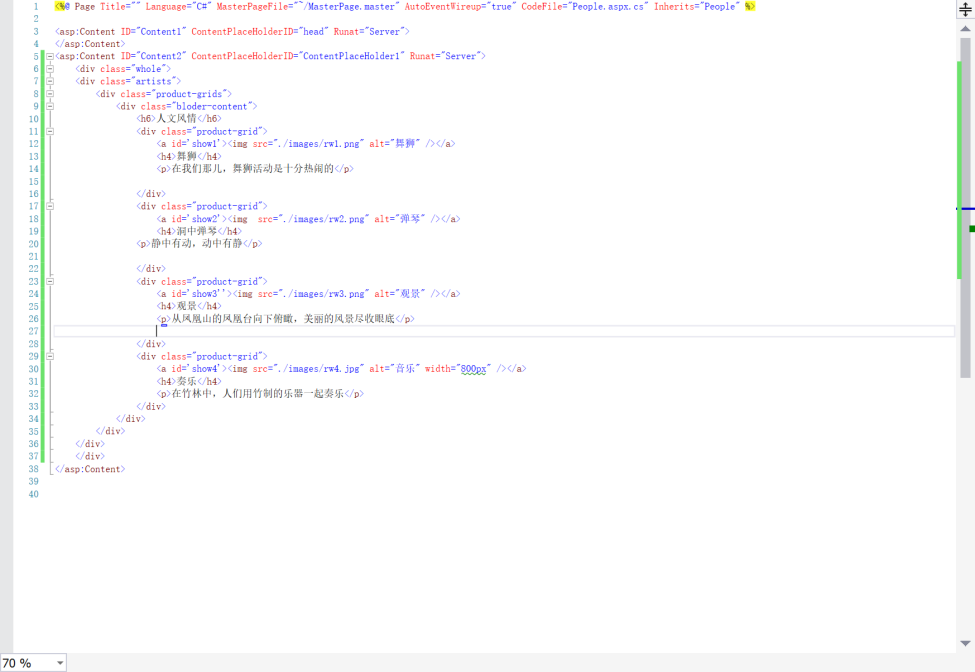 1 <%@ Page Title="" Language="C#" MasterPageFile="~/MasterPage.master" AutoEventWireup="true" CodeFile="People.aspx.cs" Inherits="People" %>
2
3 <asp:Content ID="Content1" ContentPlaceHolderID="head" Runat="Server">
4 </asp:Content>
5 <asp:Content ID="Content2" ContentPlaceHolderID="ContentPlaceHolder1" Runat="Server">
6 <div class="whole">
7 <div class="artists">
8 <div class="product-grids">
9 <div class="bloder-content">
10 <h6>人文风情</h6>
11 <div class="product-grid">
12 <a id='show1'><img src="./images/rw1.png" alt="舞狮" /></a>
13 <h4>舞狮</h4>
14 <p>在我们那儿，舞狮活动是十分热闹的</p>
15
16 </div>
17 <div class="product-grid">
18 <a id='show2'><img  src="./images/rw2.png" alt="弹琴" /></a>
19 <h4>洞中弹琴</h4>
20 <p>静中有动，动中有静</p>
21
22 </div>
23 <div class="product-grid">
24 <a id='show3''><img src="./images/rw3.png" alt="观景" /></a>
25 <h4>观景</h4>
26 <p>从凤凰山的凤凰台向下俯瞰，美丽的风景尽收眼底</p>
27
28 </div>
29 <div class="product-grid">
30 <a id='show4'><img src="./images/rw4.jpg" alt="音乐" width="800px" /></a>
31 <h4>奏乐</h4>
32 <p>在竹林中，人们用竹制的乐器一起奏乐</p>
33 </div>
34 </div>
35 </div>
36 </div>
37 </div>
38 </asp:Content>
39
40
70 %